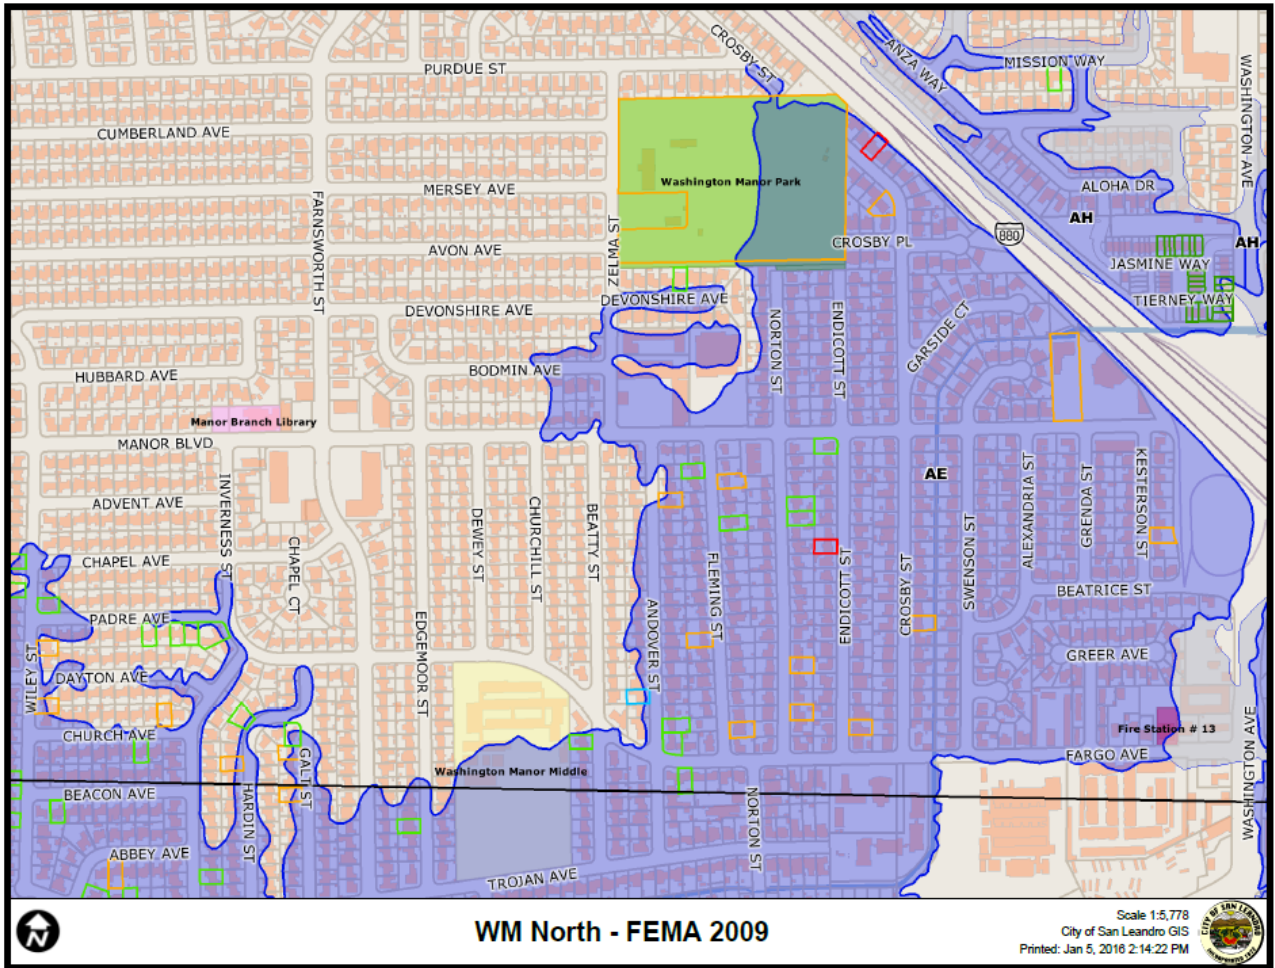 CROSBY ST
PURDUE ST
ANZA WAY
MISSION WAY
WASHINGTON AVE
CUMBERLAND AVE
MERSEY AVE
Washington Manor Park
ALOHA DR
FARNSWORTH ST
ZELMA ST
AH
880
AVON AVE
CROSBY PL
AH
JASMINE WAY
DEVONSHIRE AVE
DEVONSHIRE AVE
TIERNEY WAY
NORTON ST
ENDICOTT ST
GARSIDE CT
HUBBARD AVE
BODMIN AVE
Manor Branch Library
MANOR BLVD
INVERNESS ST
AE
ADVENT AVE
DEWEY ST
CHURCHILL ST
BEATTY ST
ALEXANDRIA ST
GRENDA ST
KESTERSON ST
SWENSON ST
CHAPEL AVE
CHAPEL CT
FLEMING ST
ENDICOTT ST
CROSBY ST
BEATRICE ST
PADRE AVE
EDGEMOOR ST
ANDOVER ST
WILEY ST
DAYTON AVE
GREER AVE
CHURCH AVE
Fire Station # 13
FARGO AVE
WASHINGTON AVE
GALT ST
Washington Manor Middle
BEACON AVE
HARDIN ST
NORTON ST
ABBEY AVE
TROJAN AVE
N
WM North - FEMA 2009
Scale 1:5,778
City of San Leandro GIS
Printed: Jan 5, 2016 2:14:22 PM
CITY OF SAN LEANDRO